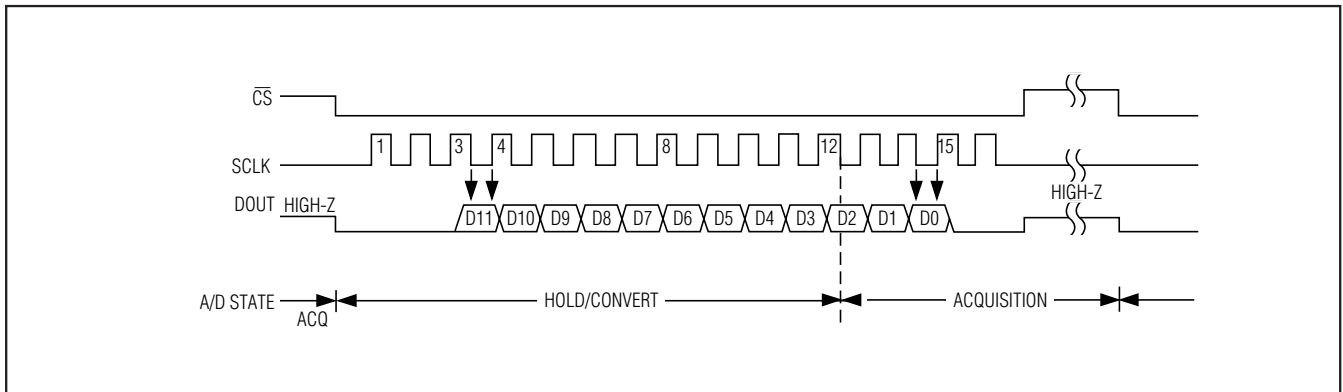 C̅S̅
1 3 4 8 12 15
SCLK
DOUT HIGH-Z HIGH-Z
D11 D10 D9 D8 D7 D6 D5 D4 D3 D2 D1 D0
A/D STATE HOLD/CONVERT ACQUISITION
ACQ